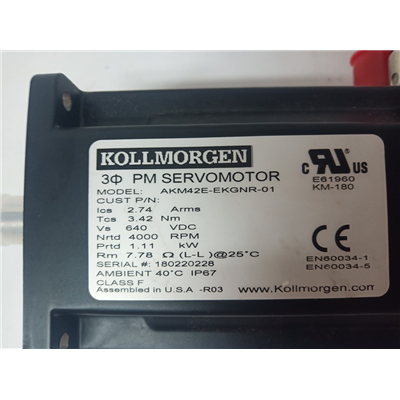 KOLLMORGEN
3Φ PM SERVOMOTOR
MODEL: AKM42E-EKGNR-01
CUST P/N:
Ics 2.74 Arms
Tcs 3.42 Nm
Vs 640 VDC
Nrtd 4000 RPM
Prtd 1.11 kW
Rm 7.78 Ω (L-L) @25°C
SERIAL #: 180220228
AMBIENT 40°C IP67
CLASS F
Assembled in U.S.A -R03
c RU US
E61960
KM-180
EN60034-1
EN60034-5
www.Kollmorgen.com